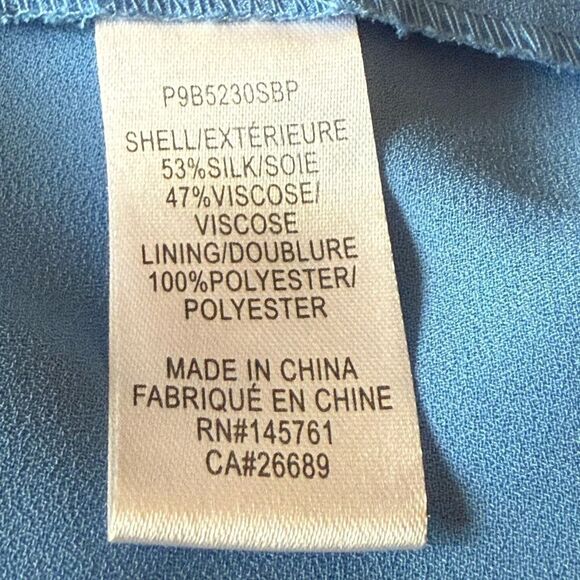 P9B5230SBP
SHELL/EXTÉRIEURE
53%SILK/SOIE
47%VISCOSE/
VISCOSE
LINING/DOUBLURE
100%POLYESTER/
POLYESTER
MADE IN CHINA
FABRIQUÉ EN CHINE
RN#145761
CA#26689